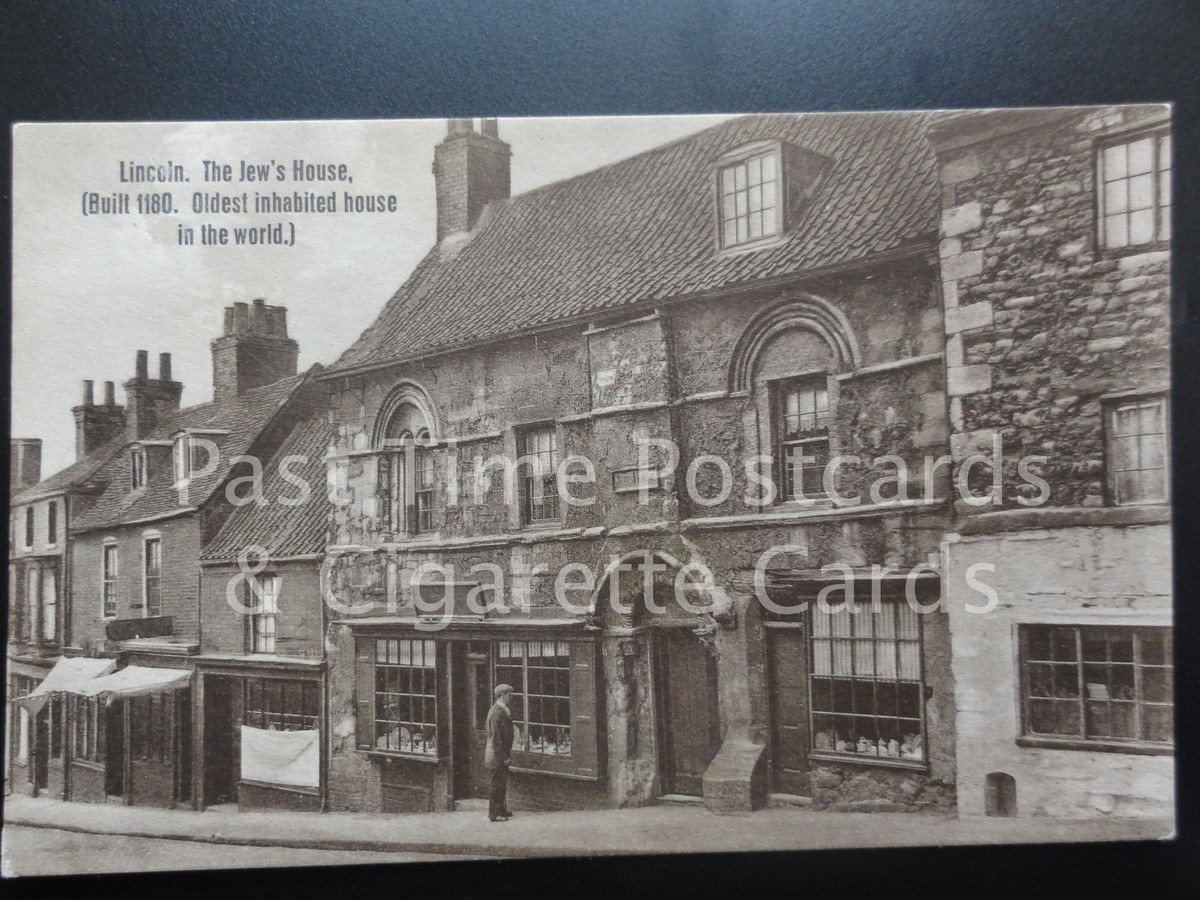 Lincoln. The Jew's House,
(Built 1180. Oldest inhabited house
in the world.)
Past Time Postcards
& Cigarette Cards